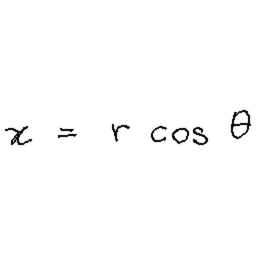 x = r cos θ